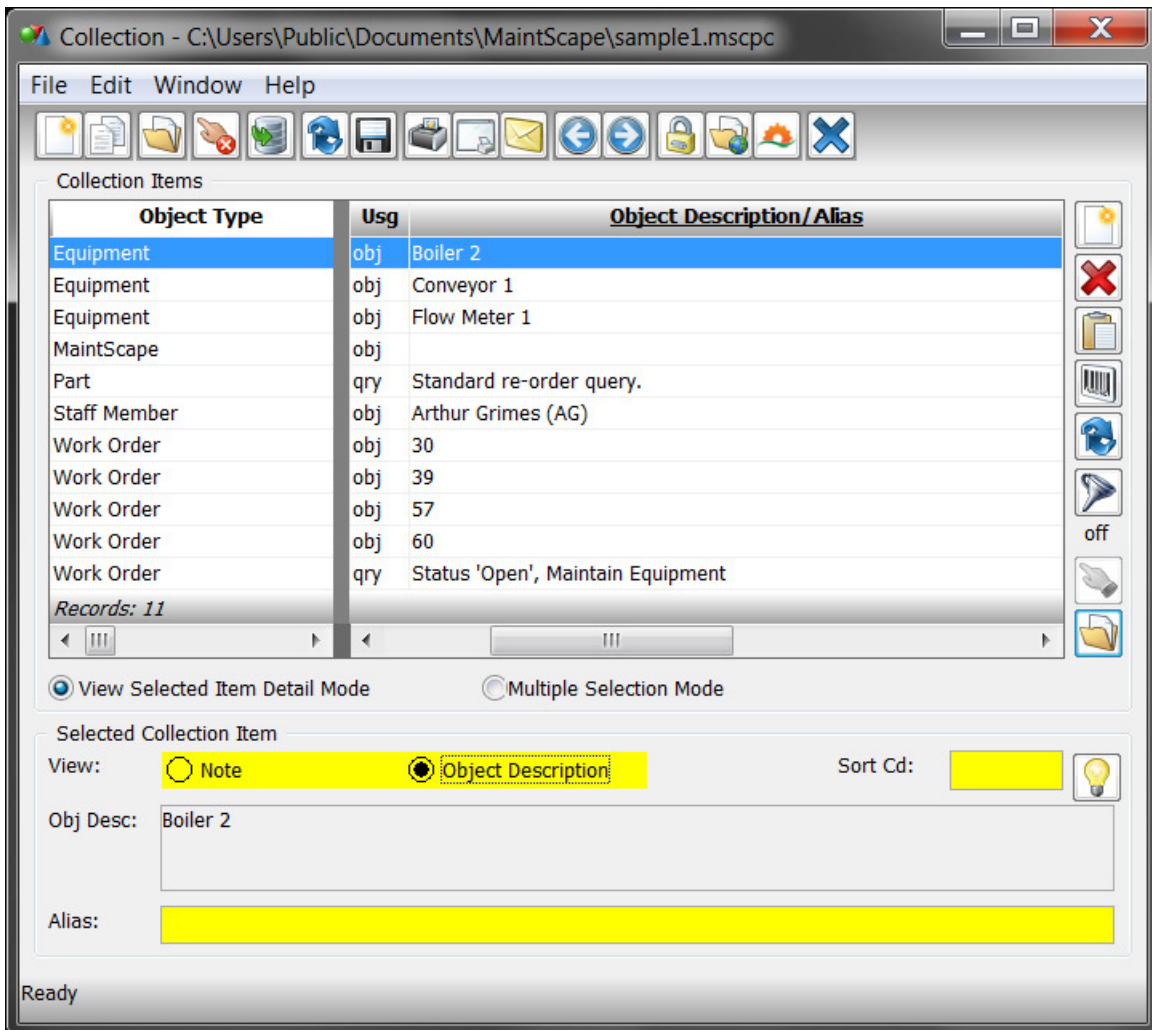 Collection - C:\Users\Public\Documents\MaintScape\sample1.mscpc
File Edit Window Help
Collection Items
Object Type Usg Object Description/Alias
Equipment obj Boiler 2
Equipment obj Conveyor 1
Equipment obj Flow Meter 1
MaintScape obj
Part qry Standard re-order query.
Staff Member obj Arthur Grimes (AG)
Work Order obj 30
Work Order obj 39
Work Order obj 57
Work Order obj 60
off
Work Order qry Status 'Open', Maintain Equipment
Records: 11
View Selected Item Detail Mode Multiple Selection Mode
Selected Collection Item
View: Note Object Description Sort Cd:
Obj Desc: Boiler 2
Alias:
Ready